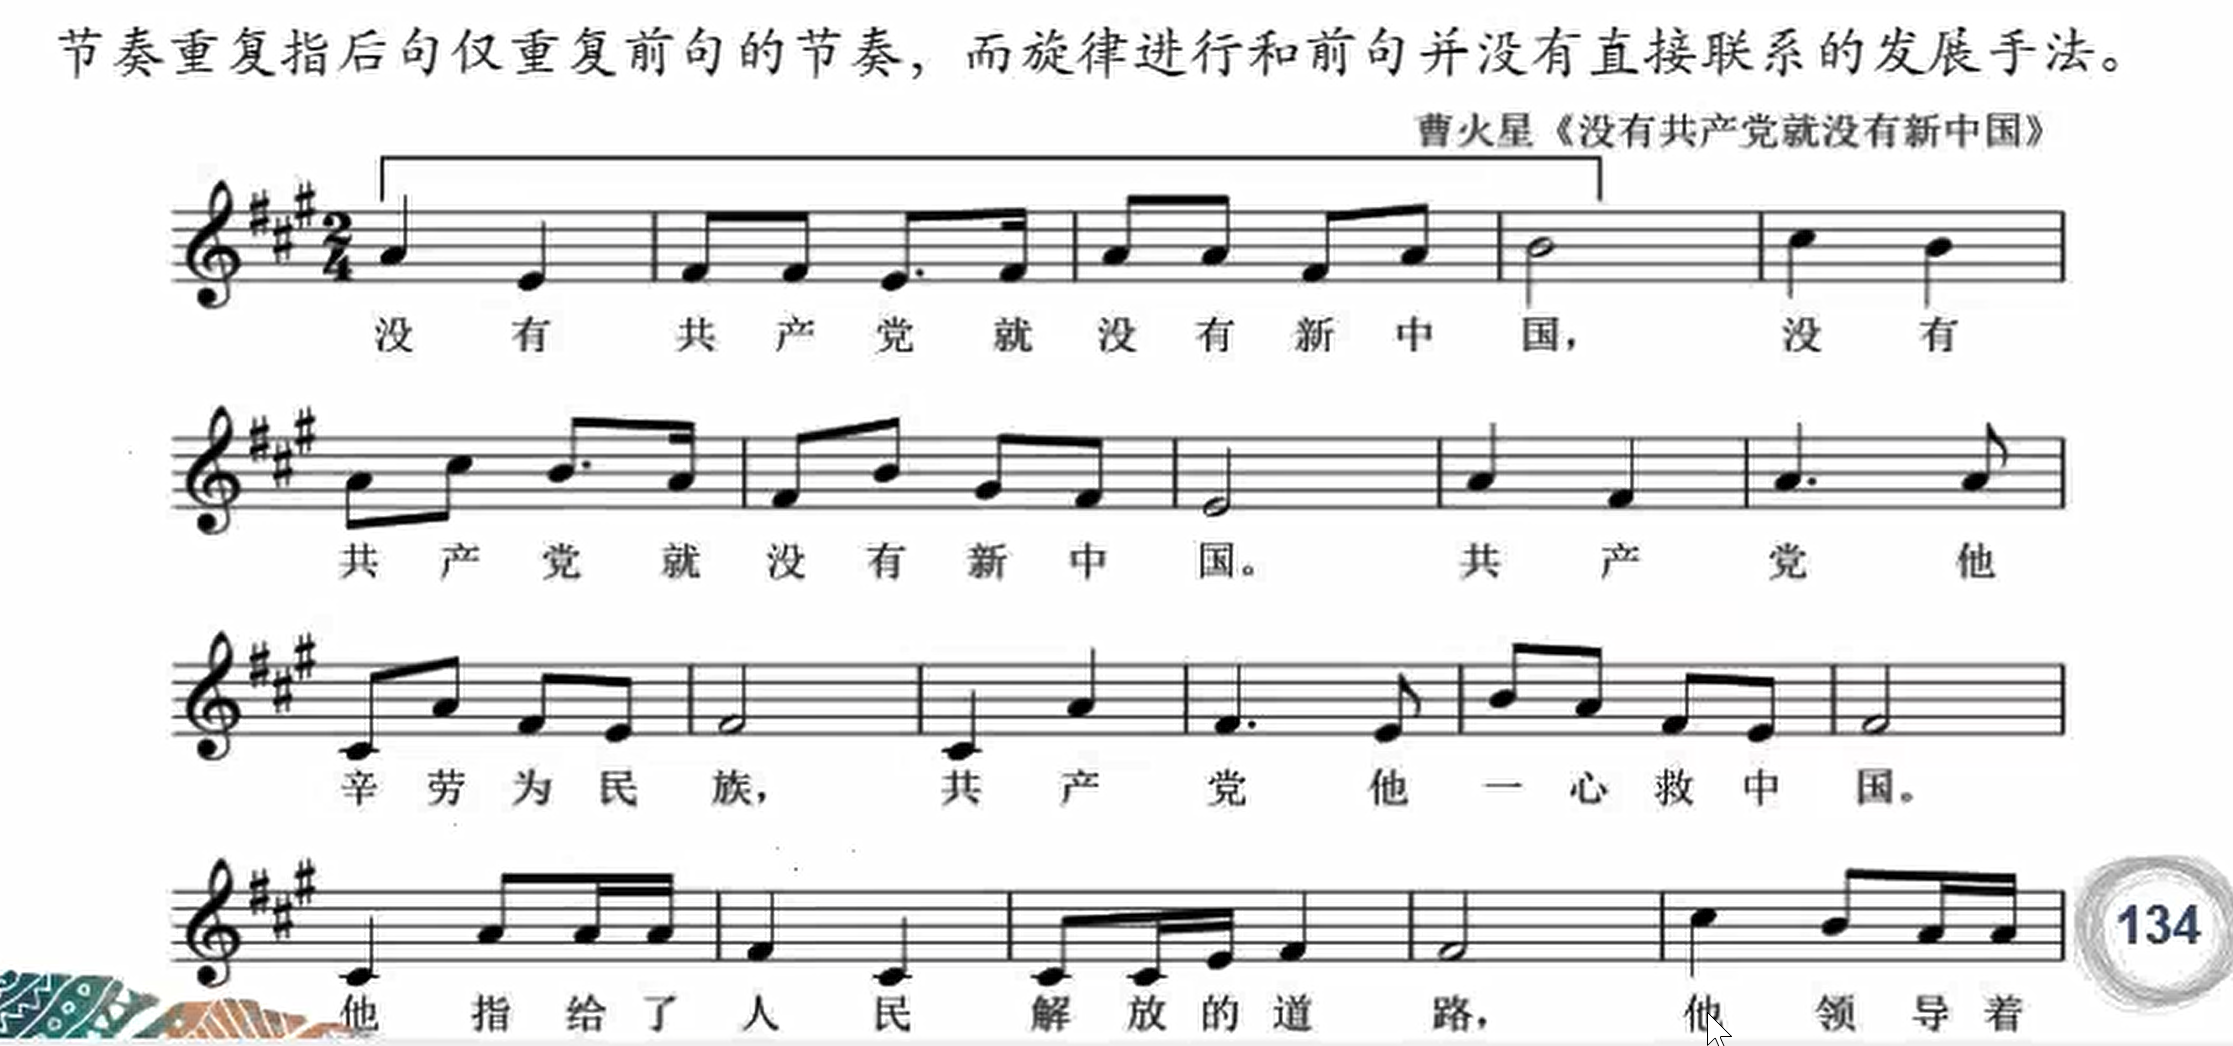 节奏重复指后句仅重复前句的节奏，而旋律进行和前句并没有直接联系的发展手法。
曹火星《没有共产党就没有新中国》
2
4
没 有 共 产 党 就 没 有 新 中 国， 没 有
共 产 党 就 没 有 新 中 国。 共 产 党 他
辛 劳 为 民 族， 共 产 党 他 一 心 救 中 国。
他 指 给 了 人 民 解 放 的 道 路， 他 领 导 着
134